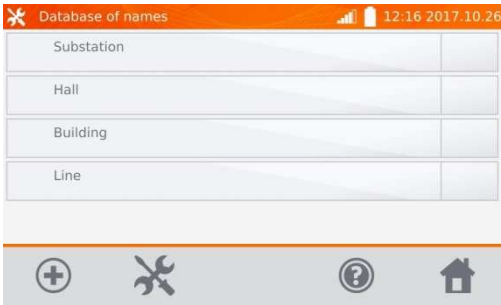 Database of names 12:16 2017.10.26
Substation
Hall
Building
Line